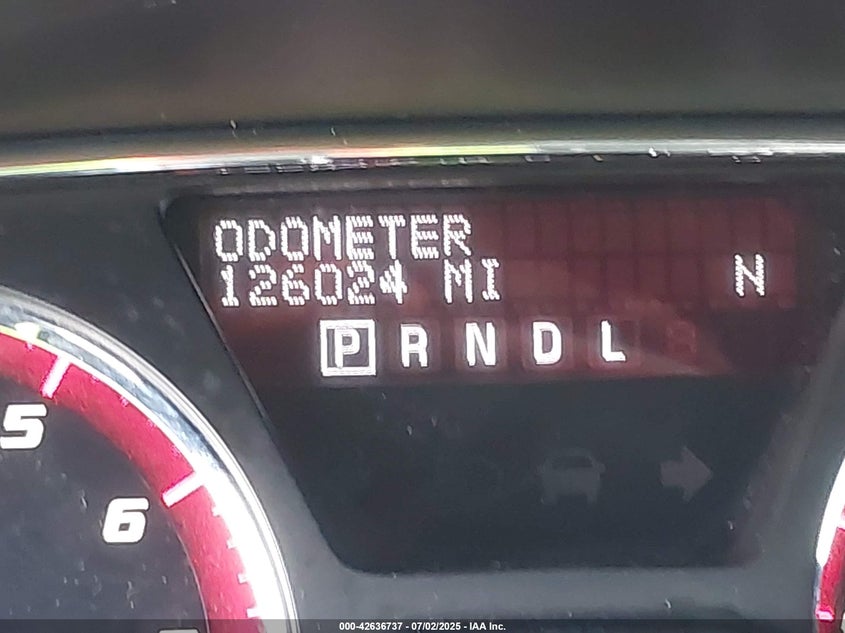 ODOMETER
126024 MI N
P R N D L
5
6
000-42636737 - 07/02/2025 - IAA Inc.